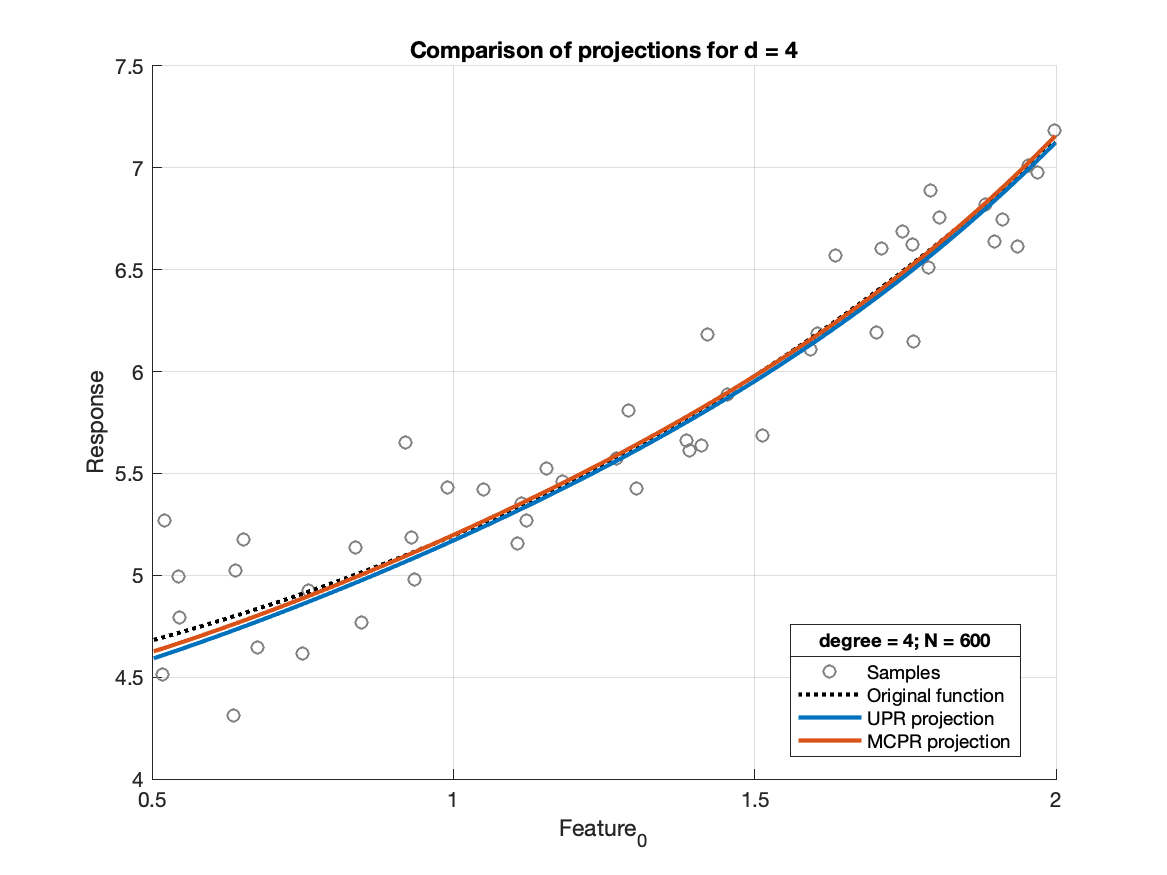 Comparison of projections for d = 4
7.5
7
6.5
6
5.5
5
4.5
4
Response
0.5
1
1.5
2
Feature0
degree = 4; N = 600
Samples
Original function
UPR projection
MCPR projection